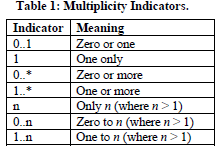 Table 1: Multiplicity Indicators.
Indicator Meaning
0..1 Zero or one
1 One only
0..* Zero or more
1..* One or more
n Only n (where n > 1)
0..n Zero to n (where n > 1)
1..n One to n (where n > 1)